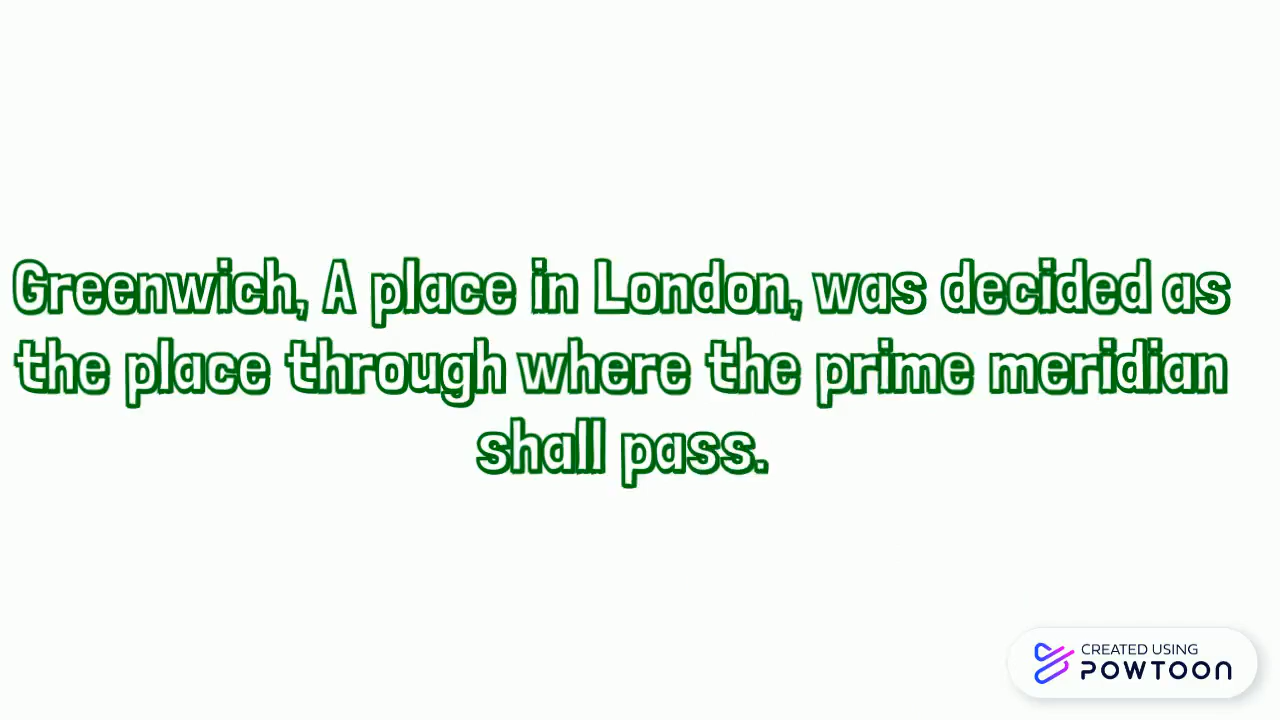 Greenwich, A place in London, was decided as
the place through where the prime meridian
shall pass.
CREATED USING
POWTOON